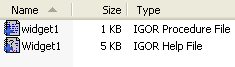 Name Size Type
widget1 1 KB IGOR Procedure File
Widget1 5 KB IGOR Help File